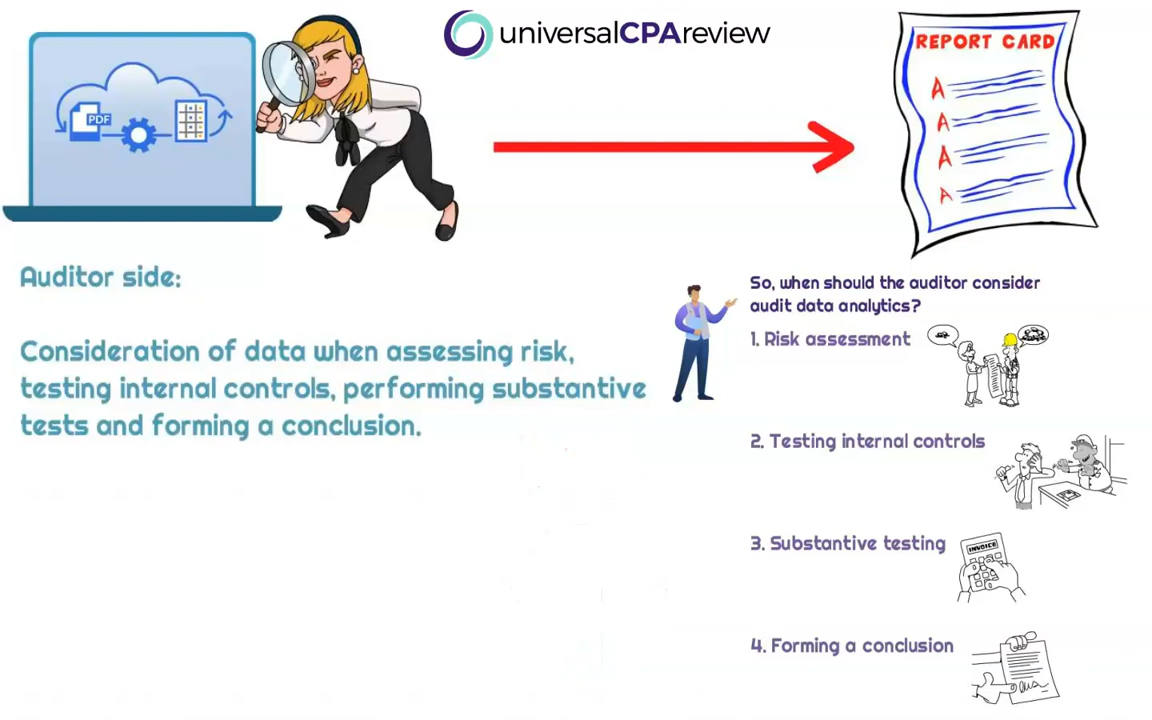 universalCPAreview
REPORT CARD
A
A
A
A
PDF
Auditor side:
Consideration of data when assessing risk,
testing internal controls, performing substantive
tests and forming a conclusion.
So, when should the auditor consider
audit data analytics?
1. Risk assessment
2. Testing internal controls
3. Substantive testing
INVOICE
4. Forming a conclusion